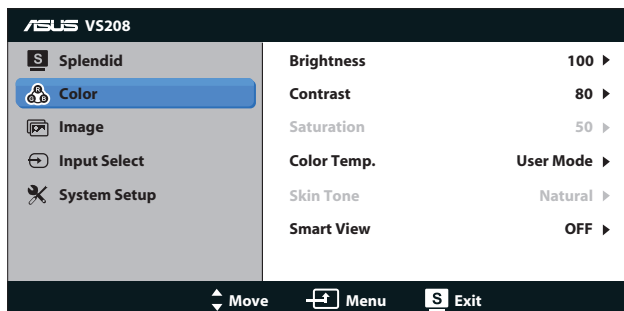 ASUS VS208
S Splendid
R G B Color
Image
Input Select
System Setup
Brightness 100
Contrast 80
Saturation 50
Color Temp. User Mode
Skin Tone Natural
Smart View OFF
Move Menu S Exit